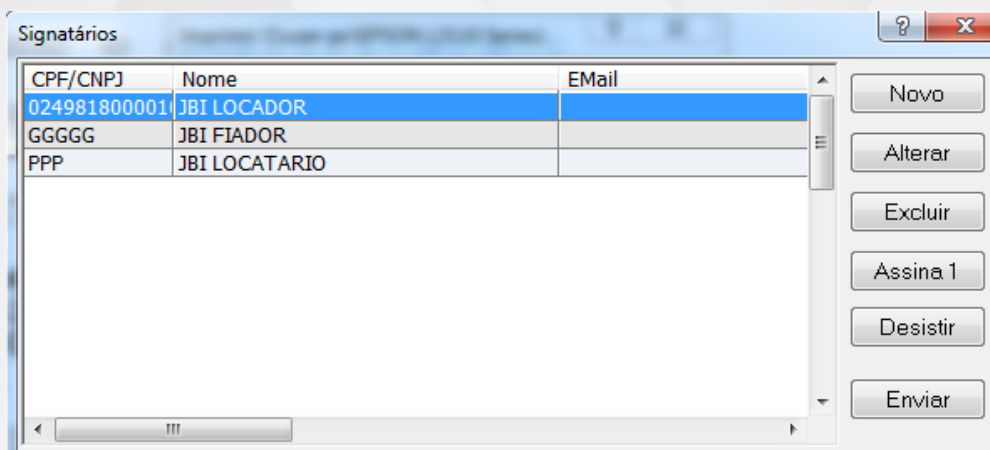 Signatários
CPF/CNPJ Nome EMail
0249818000010 JBI LOCADOR
GGGGG JBI FIADOR
PPP JBI LOCATARIO
Novo
Alterar
Excluir
Assina 1
Desistir
Enviar